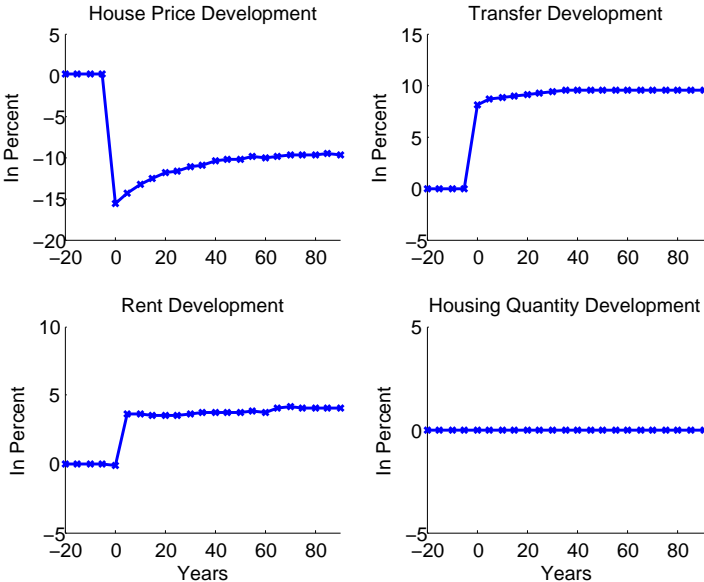 House Price Development
In Percent
5
0
−5
−10
−15
−20
−20 0 20 40 60 80
Transfer Development
In Percent
15
10
5
0
−5
−20 0 20 40 60 80
Rent Development
In Percent
10
5
0
−5
−20 0 20 40 60 80
Years
Housing Quantity Development
In Percent
5
0
−5
−20 0 20 40 60 80
Years